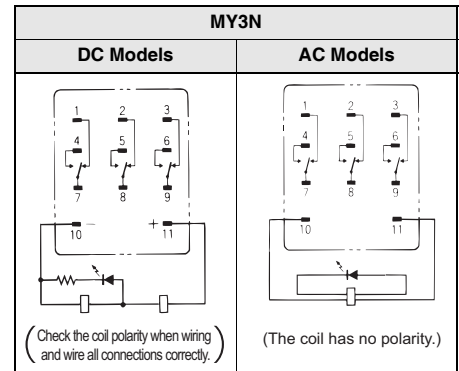 MY3N
DC Models
AC Models
1 2 3
4 5 6
7 8 9
10 − + 11
(Check the coil polarity when wiring
and wire all connections correctly.)
1 2 3
4 5 6
7 8 9
10 11
(The coil has no polarity.)